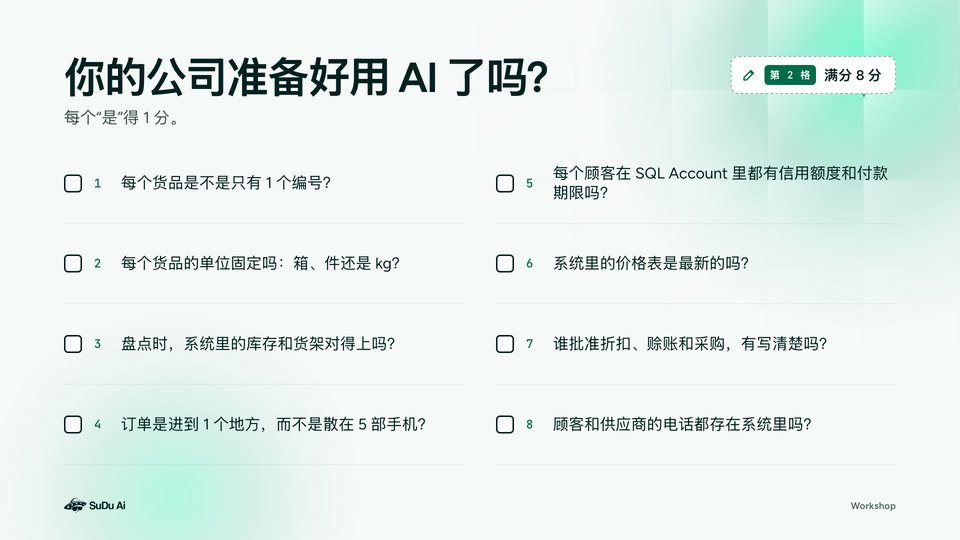 你的公司准备好用 AI 了吗？
每个“是”得 1 分。
第 2 格 满分 8 分
1 每个货品是不是只有 1 个编号？
2 每个货品的单位固定吗：箱、件还是 kg？
3 盘点时，系统里的库存和货架对得上吗？
4 订单是进到 1 个地方，而不是散在 5 部手机？
5 每个顾客在 SQL Account 里都有信用额度和付款
期限吗？
6 系统里的价格表是最新的吗？
7 谁批准折扣、赊账和采购，有写清楚吗？
8 顾客和供应商的电话都存在系统里吗？
SuDu Ai
Workshop